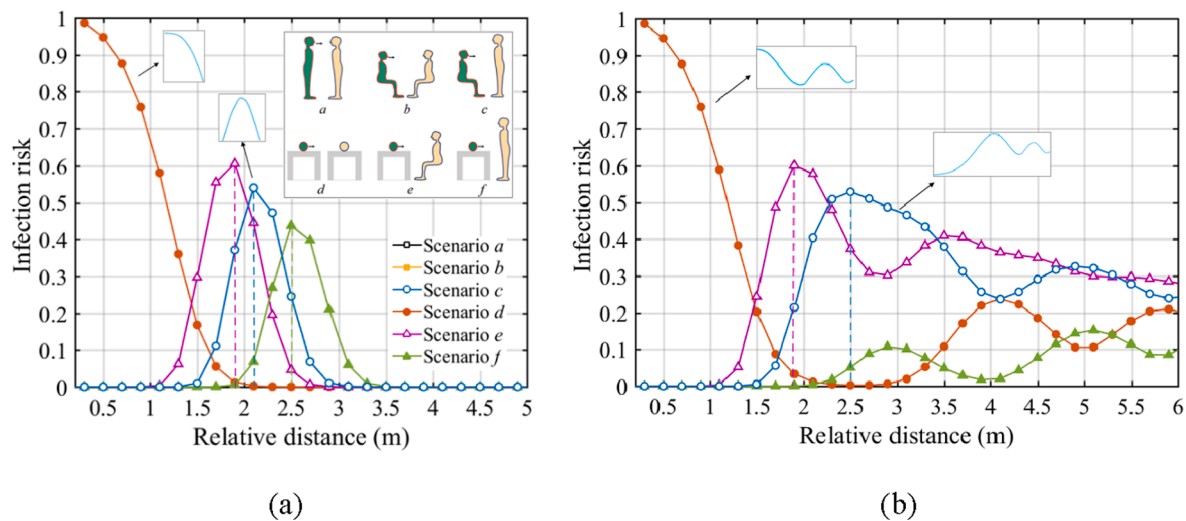 Infection risk
1
0.9
0.8
0.7
0.6
0.5
0.4
0.3
0.2
0.1
0
a
b
c
d
e
f
Scenario a
Scenario b
Scenario c
Scenario d
Scenario e
Scenario f
0.5 1 1.5 2 2.5 3 3.5 4 4.5 5
Relative distance (m)
(a)
Infection risk
1
0.9
0.8
0.7
0.6
0.5
0.4
0.3
0.2
0.1
0
0.5 1 1.5 2 2.5 3 3.5 4 4.5 5 5.5 6
Relative distance (m)
(b)